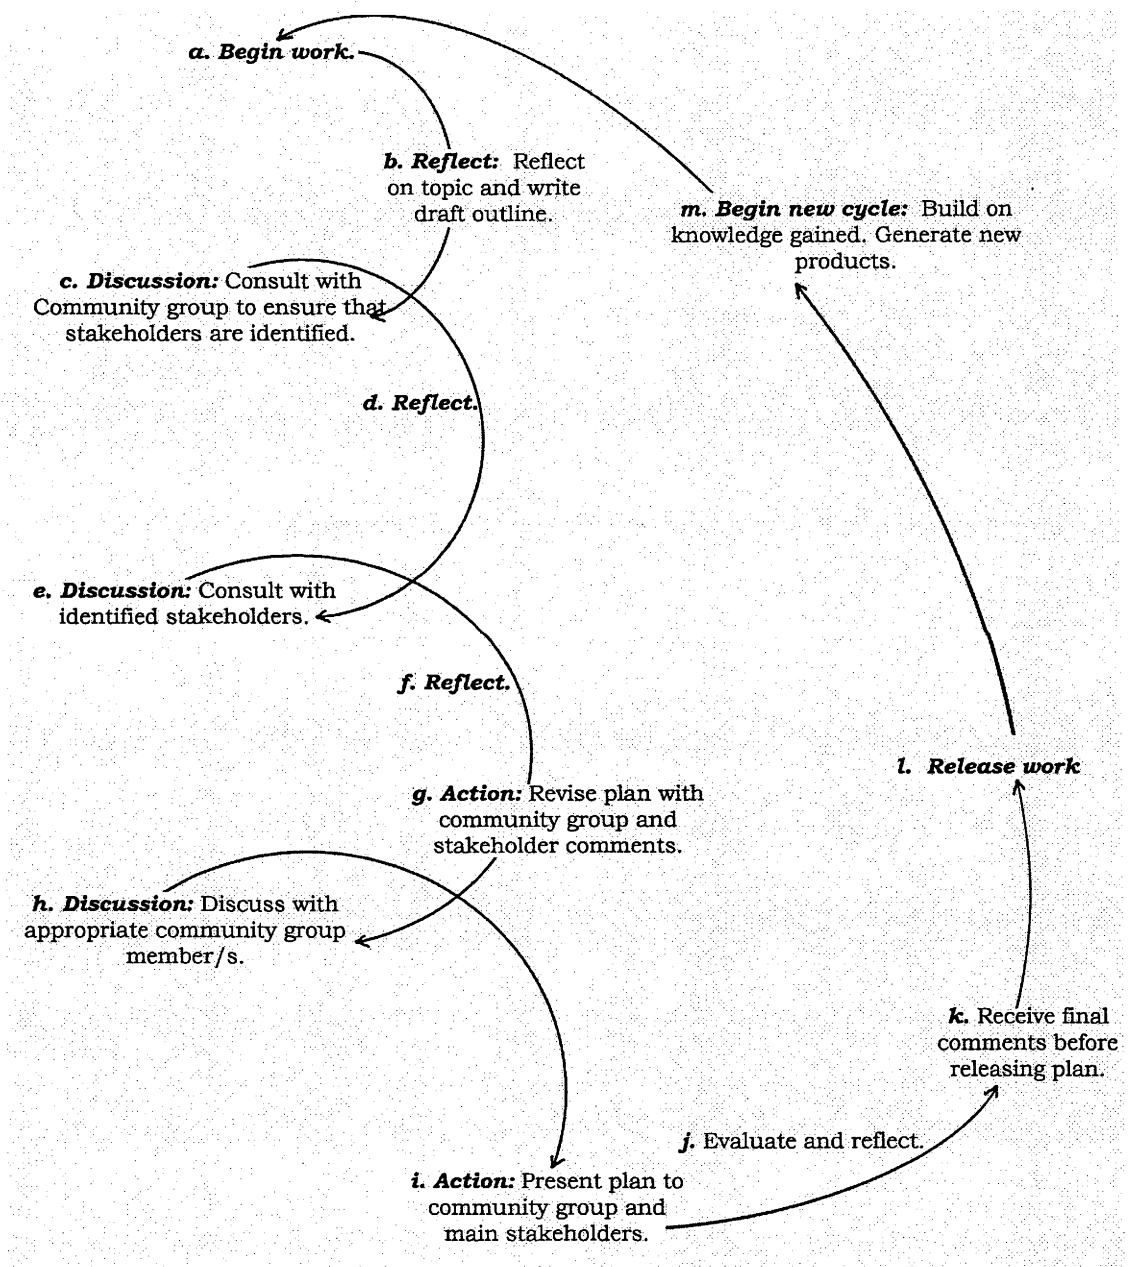 a. Begin work.
b. Reflect: Reflect
on topic and write
draft outline.
m. Begin new cycle: Build on
knowledge gained. Generate new
products.
c. Discussion: Consult with
Community group to ensure that
stakeholders are identified.
d. Reflect.
e. Discussion: Consult with
identified stakeholders.
f. Reflect.
l. Release work
g. Action: Revise plan with
community group and
stakeholder comments.
h. Discussion: Discuss with
appropriate community group
member/s.
k. Receive final
comments before
releasing plan.
j. Evaluate and reflect.
i. Action: Present plan to
community group and
main stakeholders.